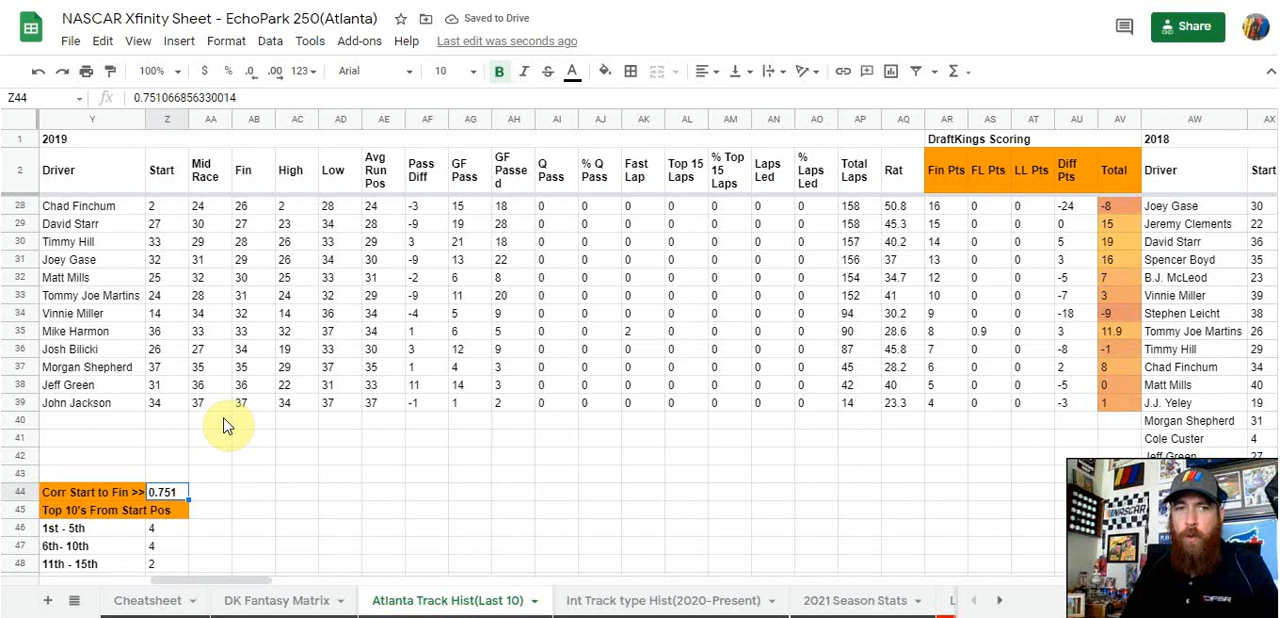 NASCAR Xfinity Sheet - EchoPark 250(Atlanta) Saved to Drive
File Edit View Insert Format Data Tools Add-ons Help Last edit was seconds ago
Share
100% $ % .0 .00 123 Arial 10 B I S A
Z44 fx 0.751066856330014
Y Z AA AB AC AD AE AF AG AH AI AJ AK AL AM AN AO AP AQ AR AS AT AU AV AW AX
1 2019 DraftKings Scoring 2018
2 Driver Start Mid Race Fin High Low Avg Run Pos Pass Diff GF Pass GF Passe d Q Pass % Q Pass Fast Lap Top 15 Laps % Top 15 Laps Laps Led % Laps Led Total Laps Rat Fin Pts FL Pts LL Pts Diff Pts Total Driver Start
28 Chad Finchum 2 24 26 2 28 24 -3 15 18 0 0 0 0 0 0 0 158 50.8 16 0 0 -24 -8 Joey Gase 30
29 David Starr 27 30 27 23 34 28 -9 19 28 0 0 0 0 0 0 0 158 45.3 15 0 0 0 15 Jeremy Clements 22
30 Timmy Hill 33 29 28 26 33 29 3 21 18 0 0 0 0 0 0 0 157 40.2 14 0 0 5 19 David Starr 36
31 Joey Gase 32 31 29 26 34 30 -9 13 22 0 0 0 0 0 0 0 156 37 13 0 0 3 16 Spencer Boyd 35
32 Matt Mills 25 32 30 25 33 31 -2 6 8 0 0 0 0 0 0 0 154 34.7 12 0 0 -5 7 B.J. McLeod 23
33 Tommy Joe Martins 24 28 31 24 32 29 -9 11 20 0 0 0 0 0 0 0 152 41 10 0 0 -7 3 Vinnie Miller 39
34 Vinnie Miller 14 34 32 14 36 34 -4 5 9 0 0 0 0 0 0 0 94 30.2 9 0 0 -18 -9 Stephen Leicht 38
35 Mike Harmon 36 33 33 32 37 34 1 6 5 0 0 2 0 0 0 0 90 28.6 8 0.9 0 3 11.9 Tommy Joe Martins 26
36 Josh Bilicki 26 27 34 19 33 30 3 12 9 0 0 0 0 0 0 0 87 45.8 7 0 0 -8 -1 Timmy Hill 29
37 Morgan Shepherd 37 35 35 29 37 35 1 4 3 0 0 0 0 0 0 0 45 28.2 6 0 0 2 8 Chad Finchum 34
38 Jeff Green 31 36 36 22 31 33 11 14 3 0 0 0 0 0 0 0 42 40 5 0 0 -5 0 Matt Mills 40
39 John Jackson 34 37 37 34 37 37 -1 1 2 0 0 0 0 0 0 0 14 23.3 4 0 0 -3 1 J.J. Yeley 19
40 Morgan Shepherd 31
41 Cole Custer 4
42 Jeff Green 27
43
44 Corr Start to Fin >> 0.751
45 Top 10's From Start Pos
46 1st - 5th 4
47 6th- 10th 4
48 11th - 15th 2
Cheatsheet DK Fantasy Matrix Atlanta Track Hist(Last 10) Int Track type Hist(2020-Present) 2021 Season Stats L